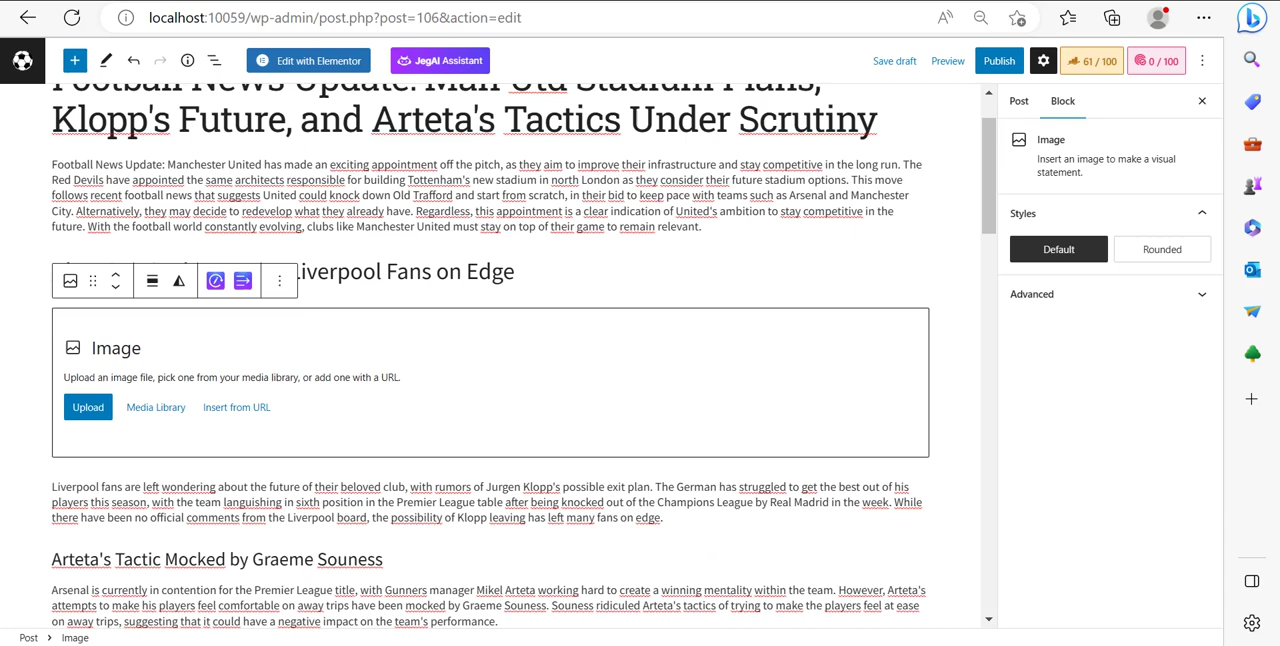 localhost:10059/wp-admin/post.php?post=106&action=edit
Edit with Elementor
JegAI Assistant
Save draft
Preview
Publish
61 / 100
0 / 100
Football News Update: Man Utd Stadium Plans,
Klopp's Future, and Arteta's Tactics Under Scrutiny
Football News Update: Manchester United has made an exciting appointment off the pitch, as they aim to improve their infrastructure and stay competitive in the long run. The
Red Devils have appointed the same architects responsible for building Tottenham's new stadium in north London as they consider their future stadium options. This move
follows recent football news that suggests United could knock down Old Trafford and start from scratch, in their bid to keep pace with teams such as Arsenal and Manchester
City. Alternatively, they may decide to redevelop what they already have. Regardless, this appointment is a clear indication of United's ambition to stay competitive in the
future. With the football world constantly evolving, clubs like Manchester United must stay on top of their game to remain relevant.
Liverpool Fans on Edge
Image
Upload an image file, pick one from your media library, or add one with a URL.
Upload
Media Library
Insert from URL
Liverpool fans are left wondering about the future of their beloved club, with rumors of Jurgen Klopp's possible exit plan. The German has struggled to get the best out of his
players this season, with the team languishing in sixth position in the Premier League table after being knocked out of the Champions League by Real Madrid in the week. While
there have been no official comments from the Liverpool board, the possibility of Klopp leaving has left many fans on edge.
Arteta's Tactic Mocked by Graeme Souness
Arsenal is currently in contention for the Premier League title, with Gunners manager Mikel Arteta working hard to create a winning mentality within the team. However, Arteta's
attempts to make his players feel comfortable on away trips have been mocked by Graeme Souness. Souness ridiculed Arteta's tactics of trying to make the players feel at ease
on away trips, suggesting that it could have a negative impact on the team's performance.
Post
Image
Post
Block
Image
Insert an image to make a visual
statement.
Styles
Default
Rounded
Advanced